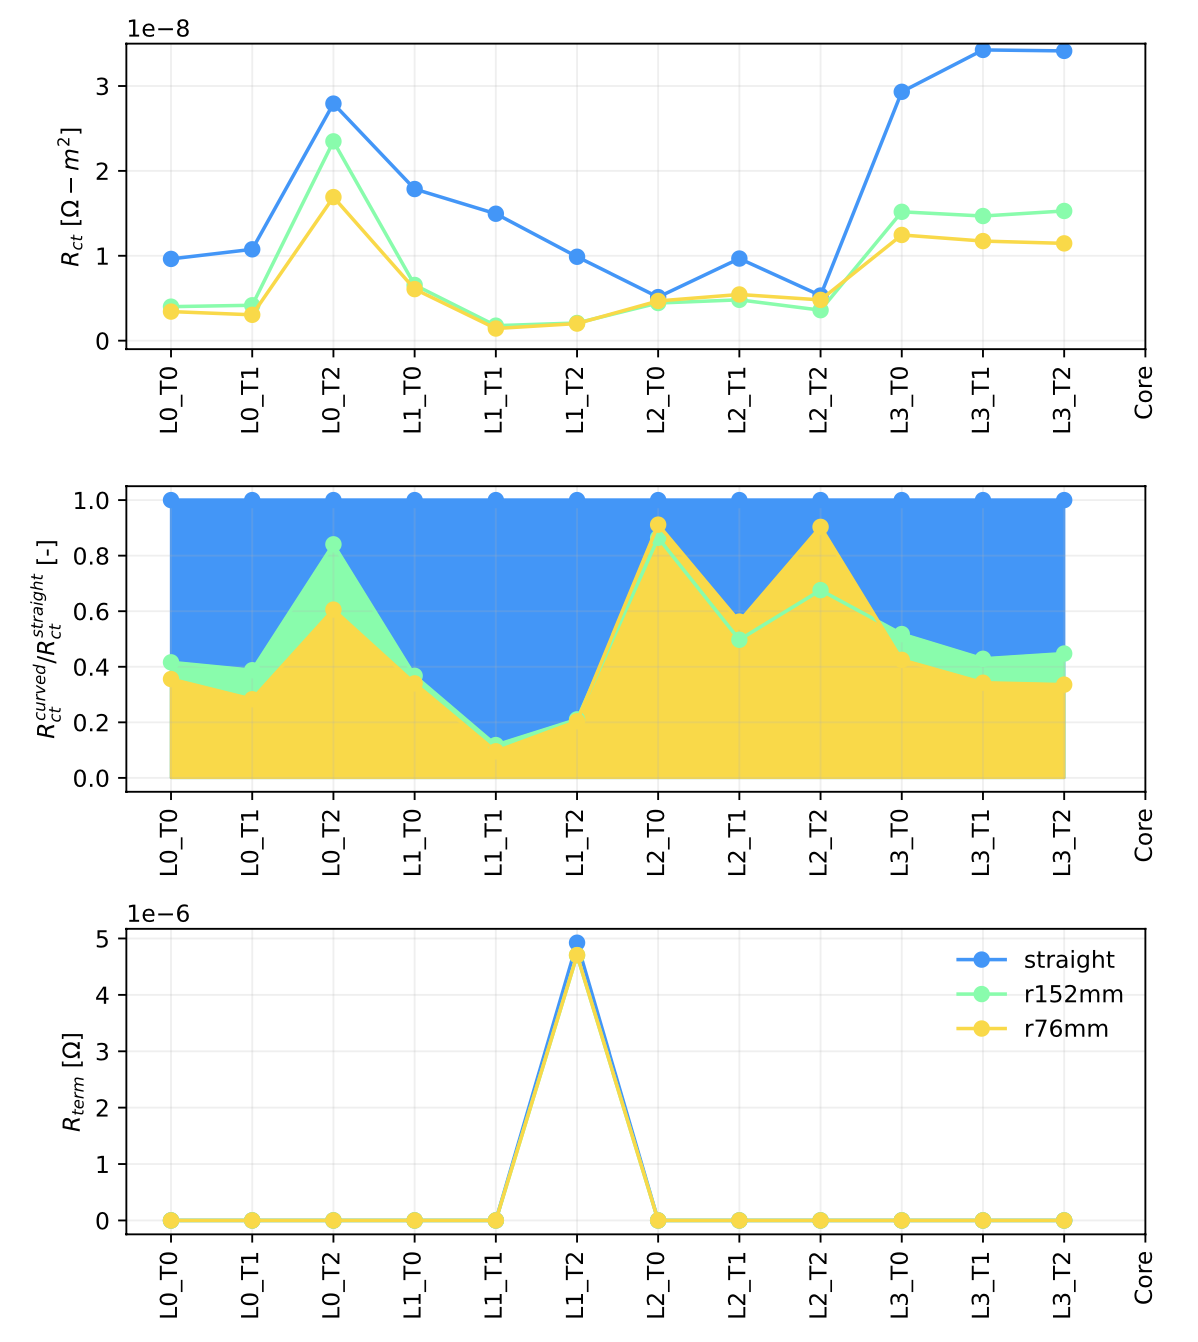 1e−8
3
2
1
0
R_ct [Ω − m²]
L0_T0 L0_T1 L0_T2 L1_T0 L1_T1 L1_T2 L2_T0 L2_T1 L2_T2 L3_T0 L3_T1 L3_T2 Core
1.0
0.8
0.6
0.4
0.2
0.0
R_ct^curved/R_ct^straight [-]
L0_T0 L0_T1 L0_T2 L1_T0 L1_T1 L1_T2 L2_T0 L2_T1 L2_T2 L3_T0 L3_T1 L3_T2 Core
1e−6
5
4
3
2
1
0
R_term [Ω]
straight
r152mm
r76mm
L0_T0 L0_T1 L0_T2 L1_T0 L1_T1 L1_T2 L2_T0 L2_T1 L2_T2 L3_T0 L3_T1 L3_T2 Core